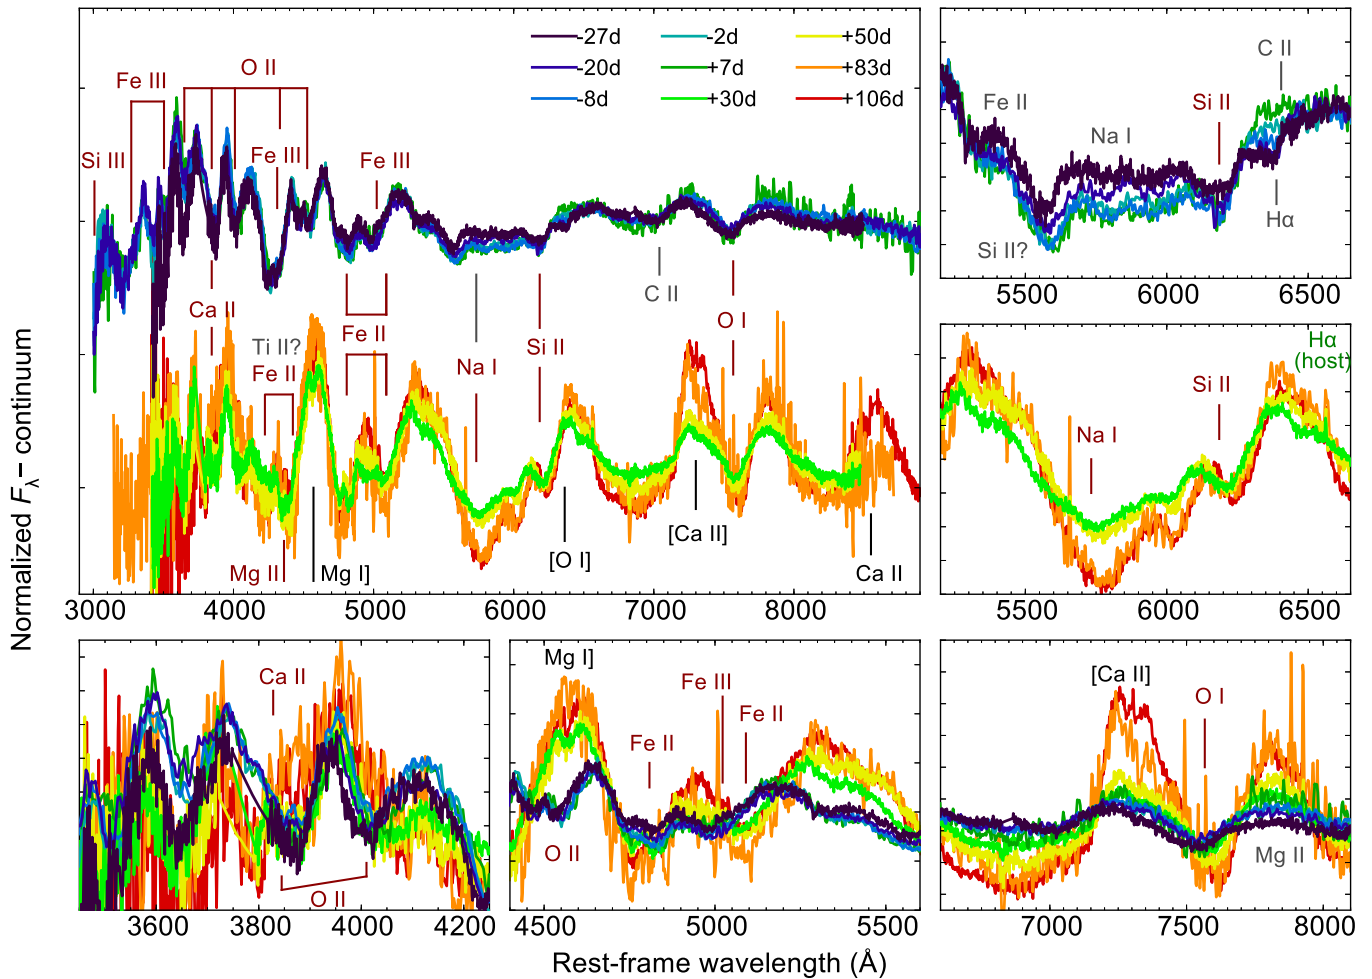 -27d
-20d
-8d
-2d
+7d
+30d
+50d
+83d
+106d
O II
Fe III
Si III
Fe III
Fe III
Ca II
Ti II?
Fe II
Fe II
Na I
Si II
C II
O I
Mg II
Mg I]
[O I]
[Ca II]
Ca II
3000 4000 5000 6000 7000 8000
C II
Fe II
Na I
Si II
Hα
Si II?
5500 6000 6500
Hα
(host)
Si II
Na I
5500 6000 6500
Normalized Fλ − continuum
Ca II
O II
3600 3800 4000 4200
Mg I]
Fe III
Fe II
Fe II
O II
4500 5000 5500
[Ca II]
O I
Mg II
7000 7500 8000
Rest-frame wavelength (Å)